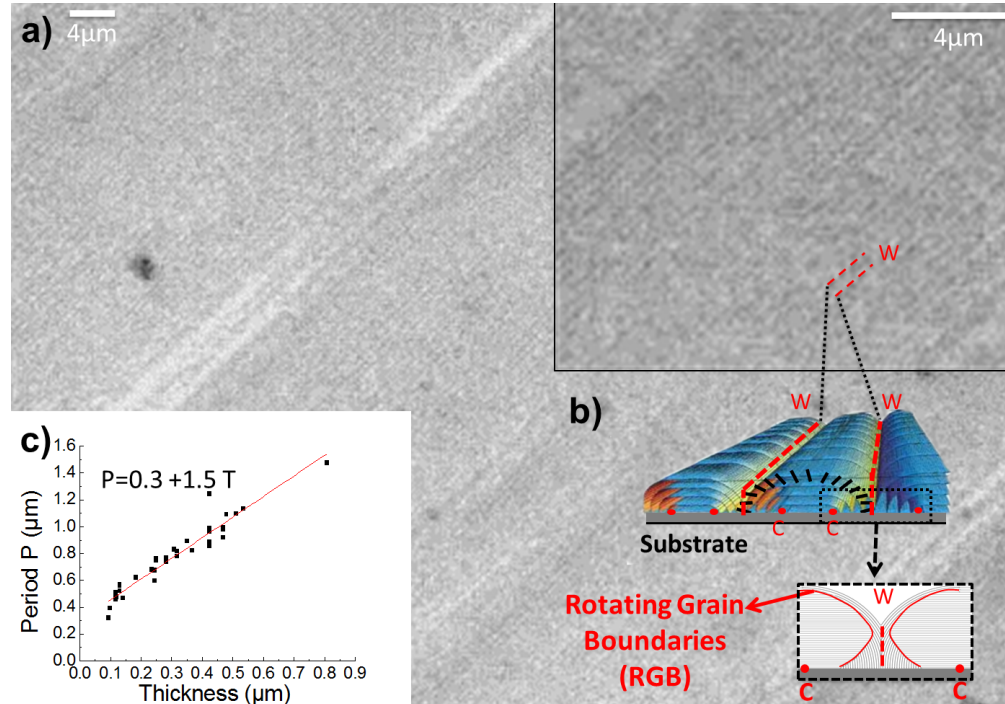 a)
4µm
4µm
W
b)
W
W
C
C
Substrate
W
Rotating Grain
Boundaries
(RGB)
C
C
c)
P=0.3 +1.5 T
Period P (µm)
1.6
1.4
1.2
1.0
0.8
0.6
0.4
0.2
0.0
0.0 0.1 0.2 0.3 0.4 0.5 0.6 0.7 0.8 0.9
Thickness (µm)